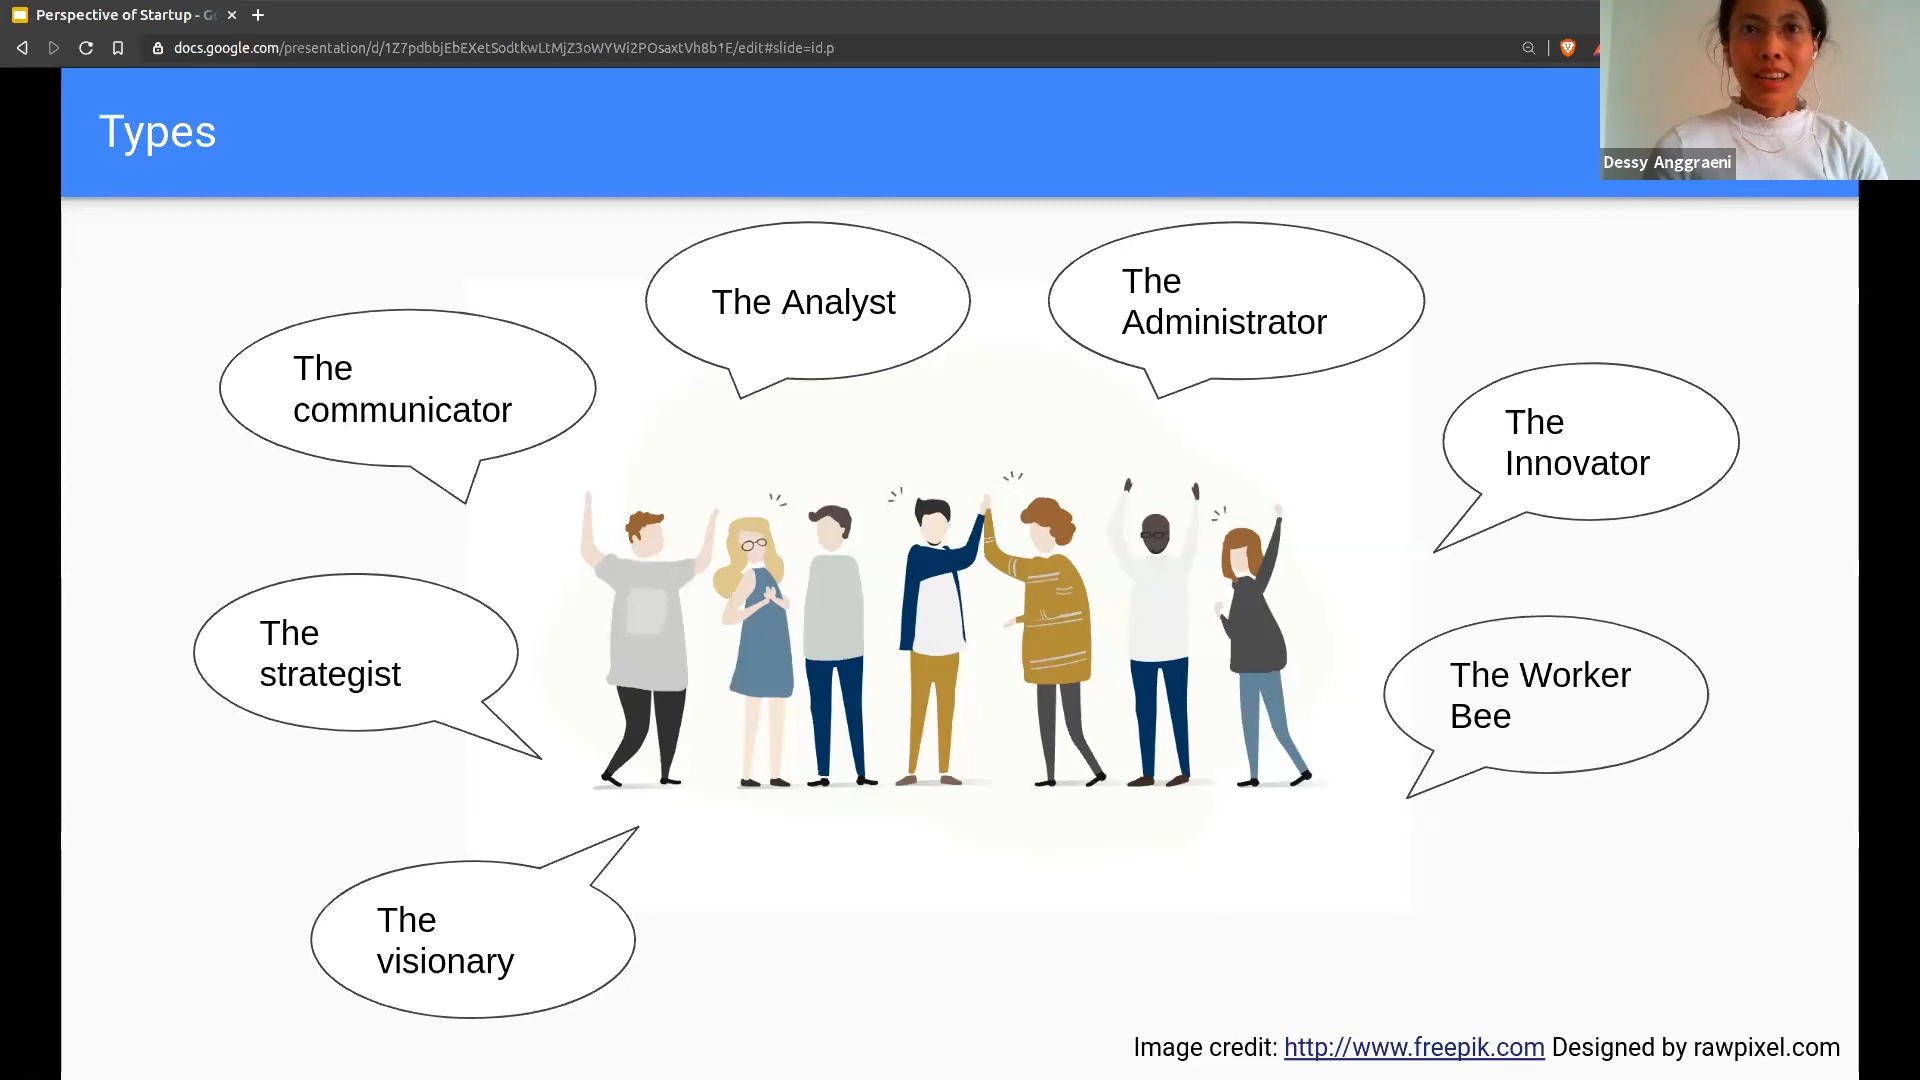 Perspective of Startup - G
docs.google.com/presentation/d/1Z7pdbbjEbEXetSodtkwLtMjZ3oWYWi2POsaxtVh8b1E/edit#slide=id.p
Dessy Anggraeni
Types
The Analyst
The
Administrator
The
communicator
The
Innovator
The
strategist
The Worker
Bee
The
visionary
Image credit: http://www.freepik.com Designed by rawpixel.com